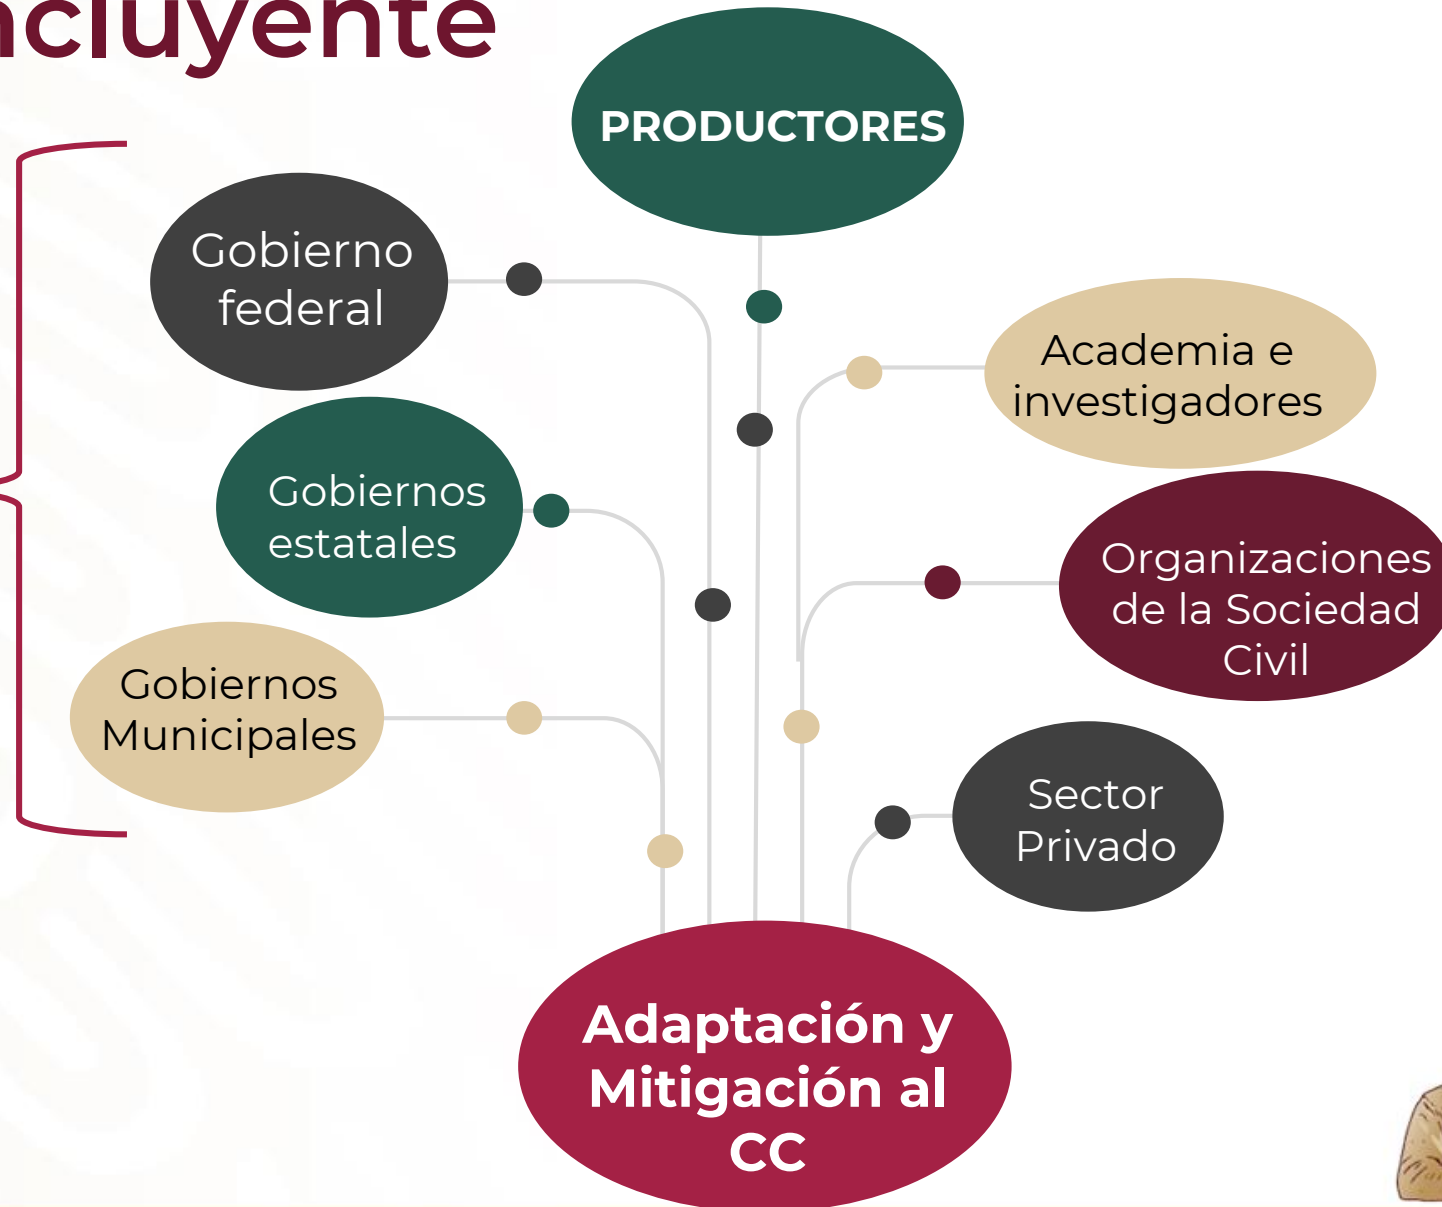 ncluyente
PRODUCTORES
Gobierno
federal
Academia e
investigadores
Gobiernos
estatales
Organizaciones
de la Sociedad
Civil
Gobiernos
Municipales
Sector
Privado
Adaptación y
Mitigación al
CC